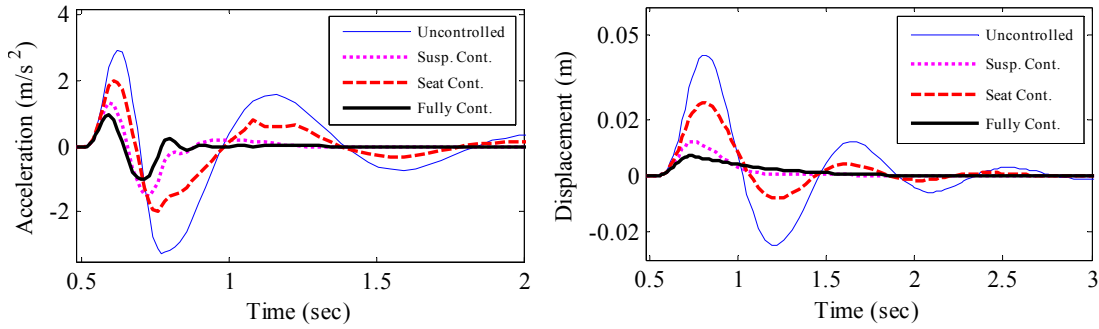 Acceleration (m/s²)
4
2
0
-2
0.5
1
1.5
2
Time (sec)
Uncontrolled
Susp. Cont.
Seat Cont.
Fully Cont.
Displacement (m)
0.05
0.02
0
-0.02
0.5
1
1.5
2
2.5
3
Time (sec)
Uncontrolled
Susp. Cont.
Seat Cont.
Fully Cont.